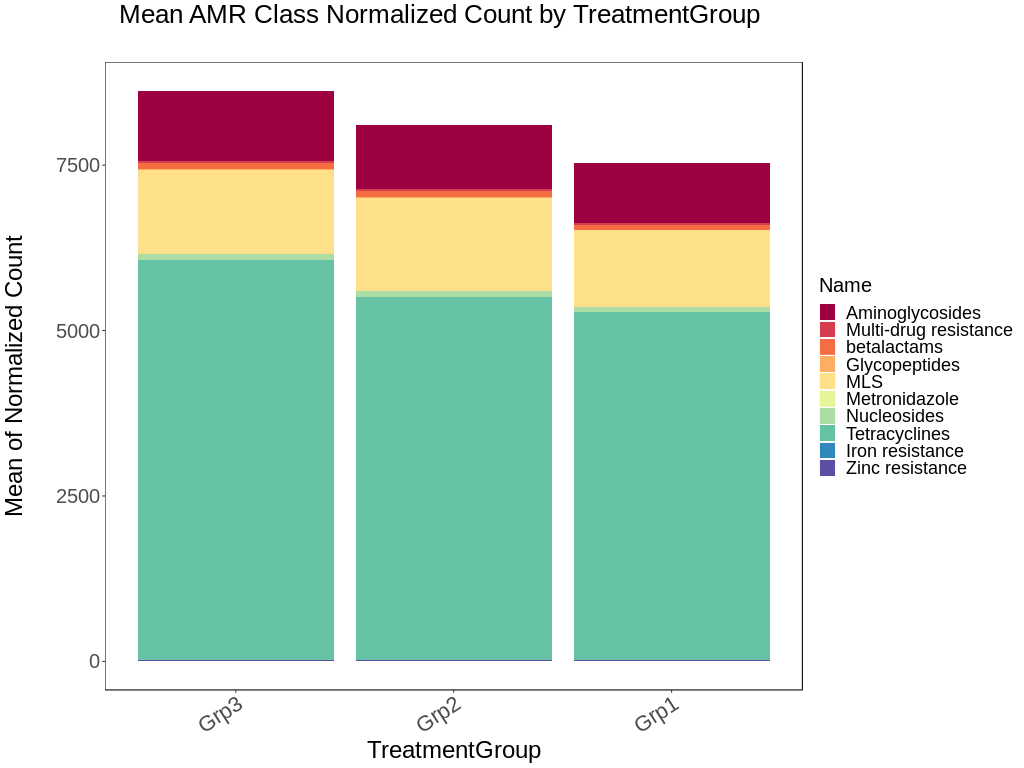 Mean AMR Class Normalized Count by TreatmentGroup
Mean of Normalized Count
7500
5000
2500
0
Grp3
Grp2
Grp1
TreatmentGroup
Name
Aminoglycosides
Multi-drug resistance
betalactams
Glycopeptides
MLS
Metronidazole
Nucleosides
Tetracyclines
Iron resistance
Zinc resistance